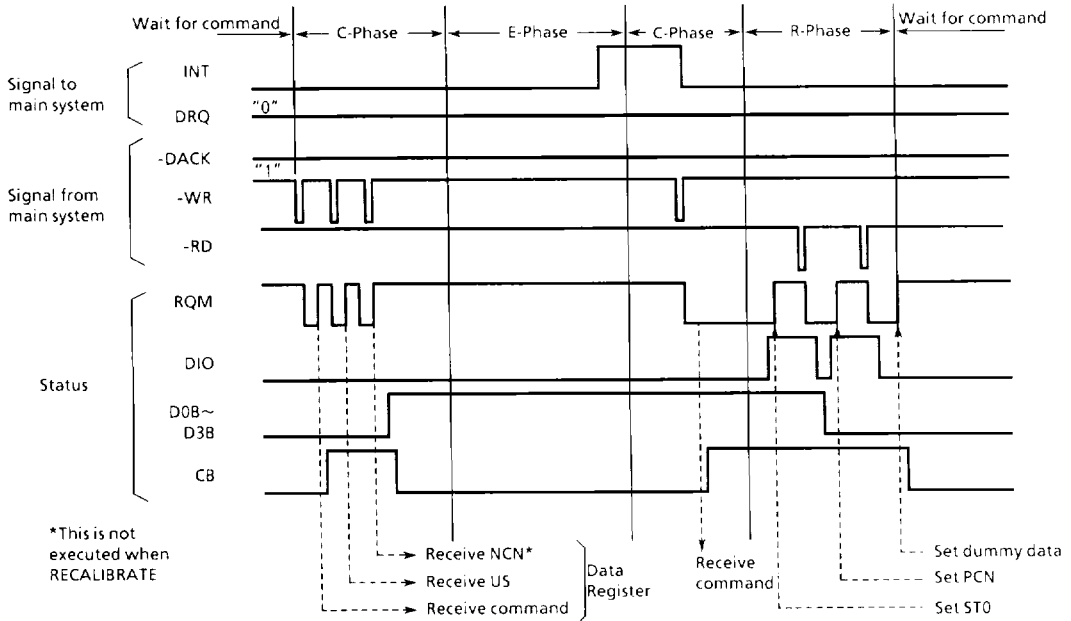 Wait for command
C-Phase
E-Phase
C-Phase
R-Phase
Wait for command
Signal to
main system
INT
"0"
DRQ
Signal from
main system
-DACK
"1"
-WR
-RD
Status
RQM
DIO
D0B~
D3B
CB
*This is not
executed when
RECALIBRATE
Receive NCN*
Receive US
Receive command
Data
Register
Receive
command
Set dummy data
Set PCN
Set ST0